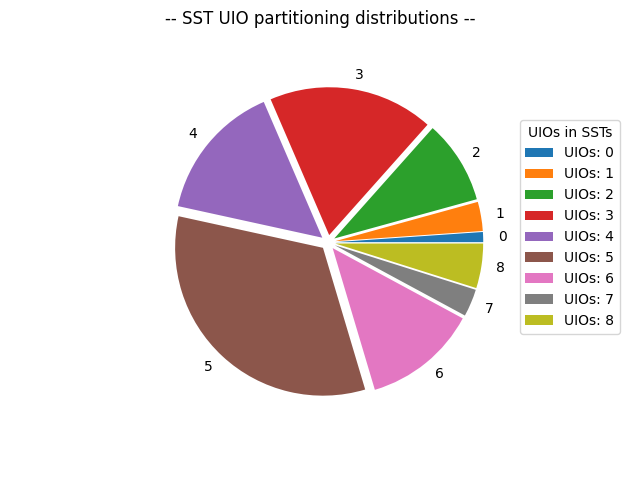 -- SST UIO partitioning distributions --
3
4
2
1
0
8
7
6
5
UIOs in SSTs
UIOs: 0
UIOs: 1
UIOs: 2
UIOs: 3
UIOs: 4
UIOs: 5
UIOs: 6
UIOs: 7
UIOs: 8